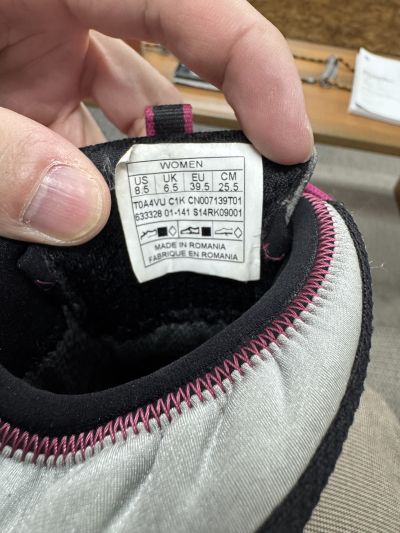 WOMEN
US UK EU CM
8.5 6.5 39.5 25.5
T0A4VU C1K CN007139T01
633328 01-141 S14RK09001
MADE IN ROMANIA
FABRIQUE EN ROMANIE